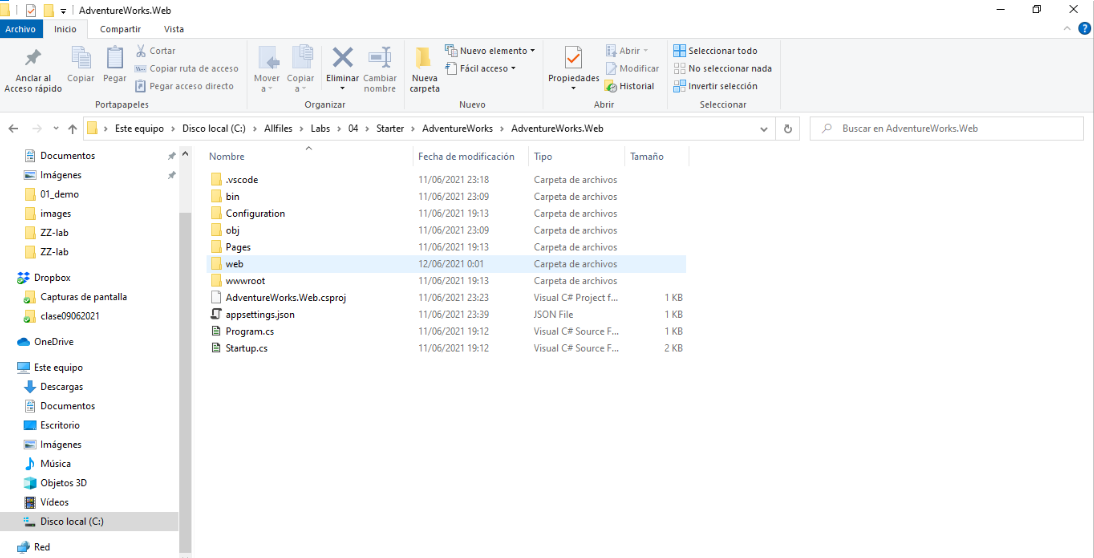 AdventureWorks.Web
Archivo Inicio Compartir Vista
Anclar al Acceso rápido
Copiar
Pegar
Cortar
Copiar ruta de acceso
Pegar acceso directo
Portapapeles
Mover a
Copiar a
Eliminar
Cambiar nombre
Organizar
Nueva carpeta
Nuevo elemento
Fácil acceso
Nuevo
Propiedades
Abrir
Modificar
Historial
Abrir
Seleccionar todo
No seleccionar nada
Invertir selección
Seleccionar
Este equipo > Disco local (C:) > Allfiles > Labs > 04 > Starter > AdventureWorks > AdventureWorks.Web
Buscar en AdventureWorks.Web
Documentos
Imágenes
01_demo
images
ZZ-lab
ZZ-lab
Dropbox
Capturas de pantalla
clase09062021
OneDrive
Este equipo
Descargas
Documentos
Escritorio
Imágenes
Música
Objetos 3D
Vídeos
Disco local (C:)
Red
Nombre Fecha de modificación Tipo Tamaño
.vscode 11/06/2021 23:18 Carpeta de archivos
bin 11/06/2021 23:09 Carpeta de archivos
Configuration 11/06/2021 19:13 Carpeta de archivos
obj 11/06/2021 23:09 Carpeta de archivos
Pages 11/06/2021 19:13 Carpeta de archivos
web 12/06/2021 0:01 Carpeta de archivos
wwwroot 11/06/2021 19:13 Carpeta de archivos
AdventureWorks.Web.csproj 11/06/2021 23:23 Visual C# Project f... 1 KB
appsettings.json 11/06/2021 23:39 JSON File 1 KB
Program.cs 11/06/2021 19:12 Visual C# Source F... 1 KB
Startup.cs 11/06/2021 19:12 Visual C# Source F... 2 KB